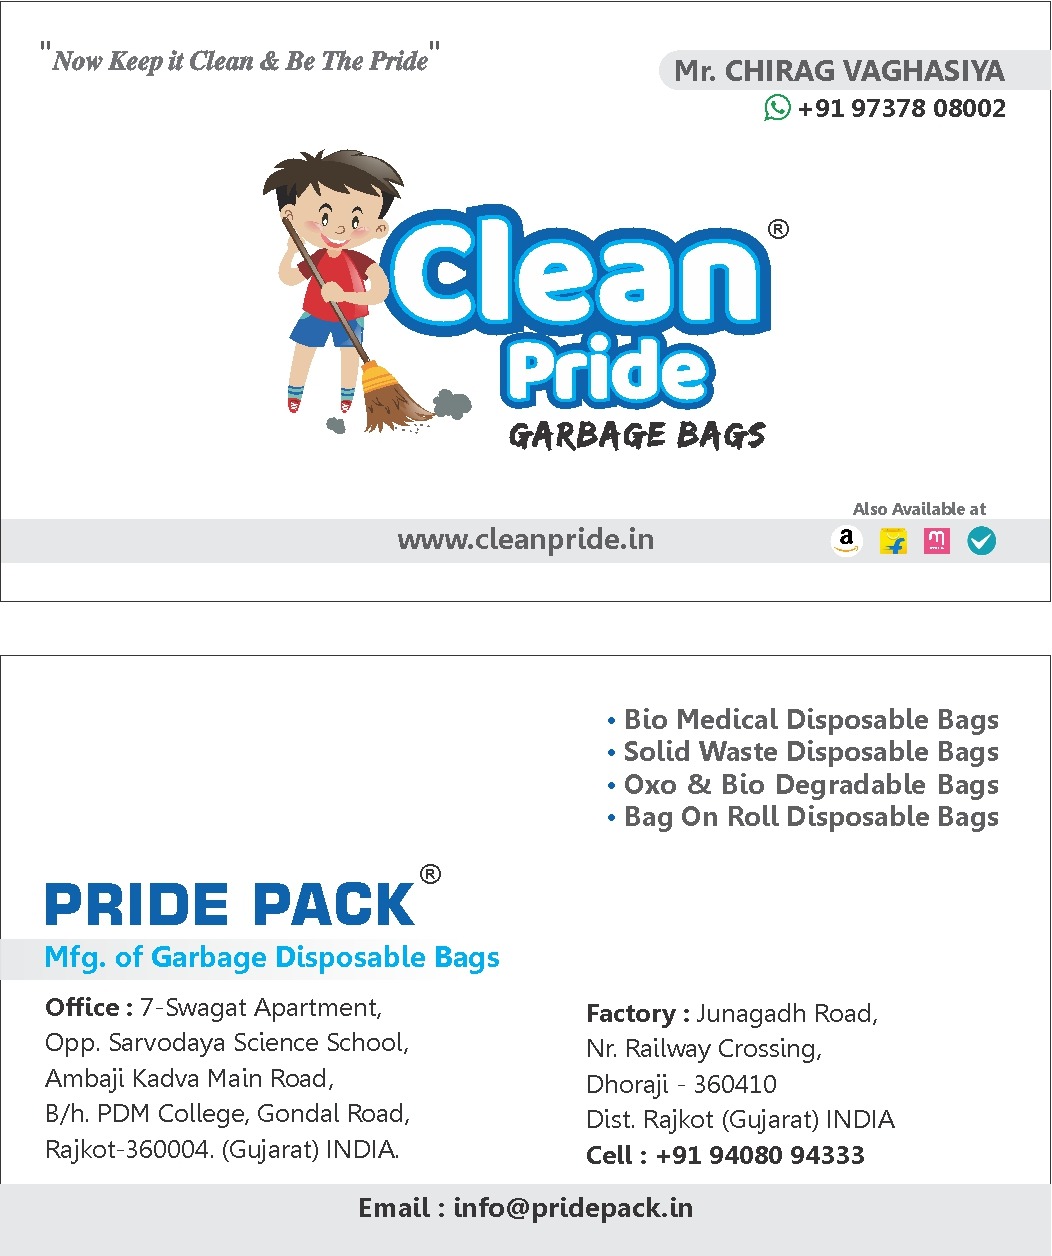 "Now Keep it Clean & Be The Pride"
Mr. CHIRAG VAGHASIYA
+91 97378 08002
Clean ®
Pride
GARBAGE BAGS
Also Available at
www.cleanpride.in
a
f
m
• Bio Medical Disposable Bags
• Solid Waste Disposable Bags
• Oxo & Bio Degradable Bags
• Bag On Roll Disposable Bags
PRIDE PACK ®
Mfg. of Garbage Disposable Bags
Office : 7-Swagat Apartment,
Opp. Sarvodaya Science School,
Ambaji Kadva Main Road,
B/h. PDM College, Gondal Road,
Rajkot-360004. (Gujarat) INDIA.
Factory : Junagadh Road,
Nr. Railway Crossing,
Dhoraji - 360410
Dist. Rajkot (Gujarat) INDIA
Cell : +91 94080 94333
Email : info@pridepack.in